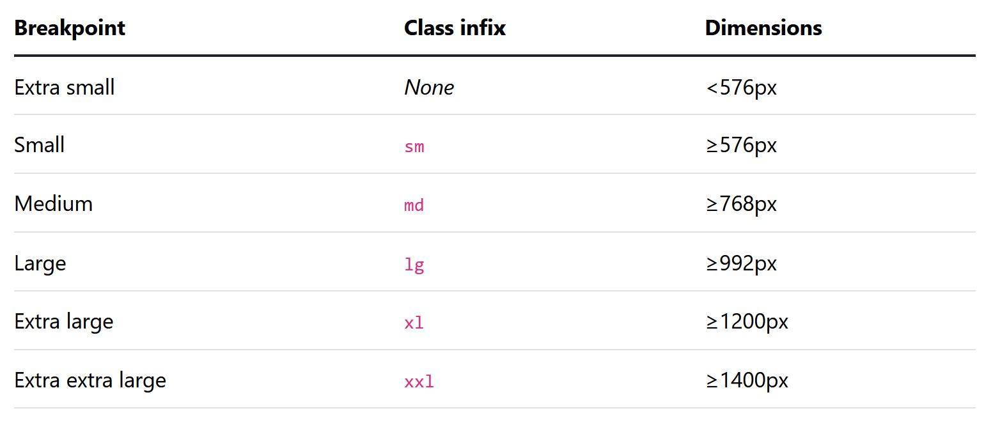 Breakpoint Class infix Dimensions
Extra small None <576px
Small sm ≥576px
Medium md ≥768px
Large lg ≥992px
Extra large xl ≥1200px
Extra extra large xxl ≥1400px